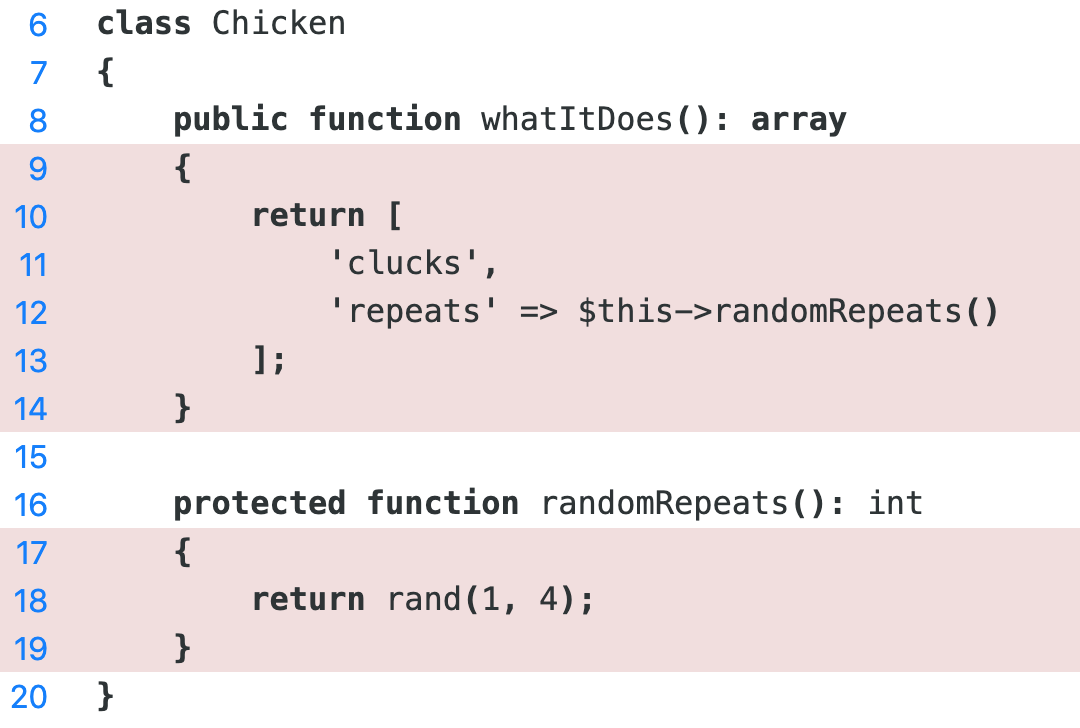 6 class Chicken
7 {
8 public function whatItDoes(): array
9 {
10 return [
11 'clucks',
12 'repeats' => $this->randomRepeats()
13 ];
14 }
15
16 protected function randomRepeats(): int
17 {
18 return rand(1, 4);
19 }
20 }